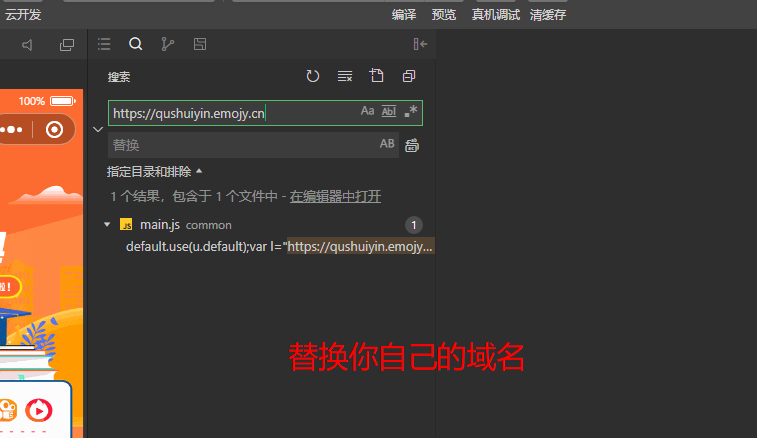 云开发
编译 预览 真机调试 清缓存
搜索
100%
https://qushuiyin.emojy.cn
Aa Abl .*
替换
AB
指定目录和排除
1 个结果，包含于 1 个文件中 - 在编辑器中打开
JS main.js common 1
default.use(u.default);var l="https://qushuiyin.emojy...
替换你自己的域名